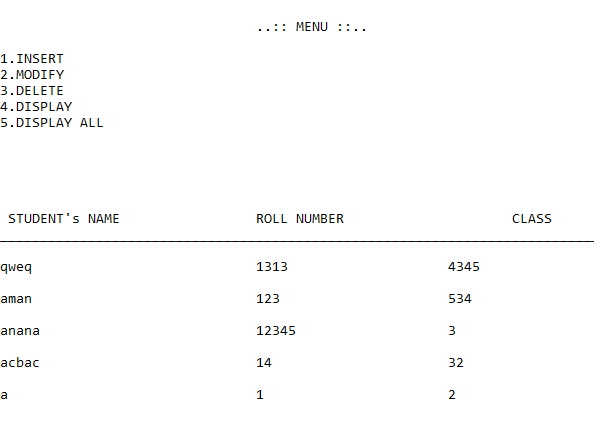 ..:: MENU ::..
1.INSERT
2.MODIFY
3.DELETE
4.DISPLAY
5.DISPLAY ALL
STUDENT's NAME ROLL NUMBER CLASS
qweq 1313 4345
aman 123 534
anana 12345 3
acbac 14 32
a 1 2